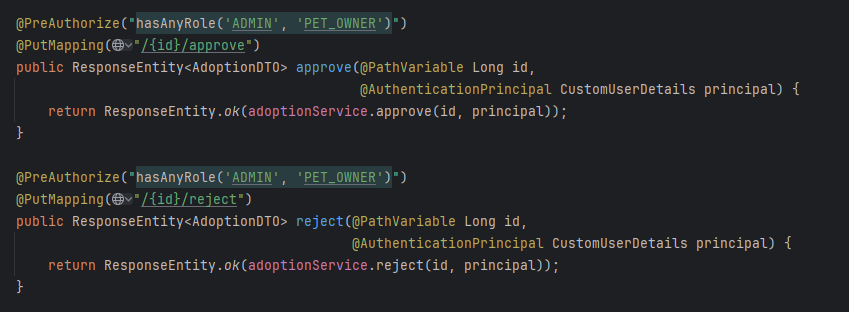 @PreAuthorize("hasAnyRole('ADMIN', 'PET_OWNER')")
@PutMapping("/{id}/approve")
public ResponseEntity<AdoptionDTO> approve(@PathVariable Long id,
@AuthenticationPrincipal CustomUserDetails principal) {
return ResponseEntity.ok(adoptionService.approve(id, principal));
}
@PreAuthorize("hasAnyRole('ADMIN', 'PET_OWNER')")
@PutMapping("/{id}/reject")
public ResponseEntity<AdoptionDTO> reject(@PathVariable Long id,
@AuthenticationPrincipal CustomUserDetails principal) {
return ResponseEntity.ok(adoptionService.reject(id, principal));
}